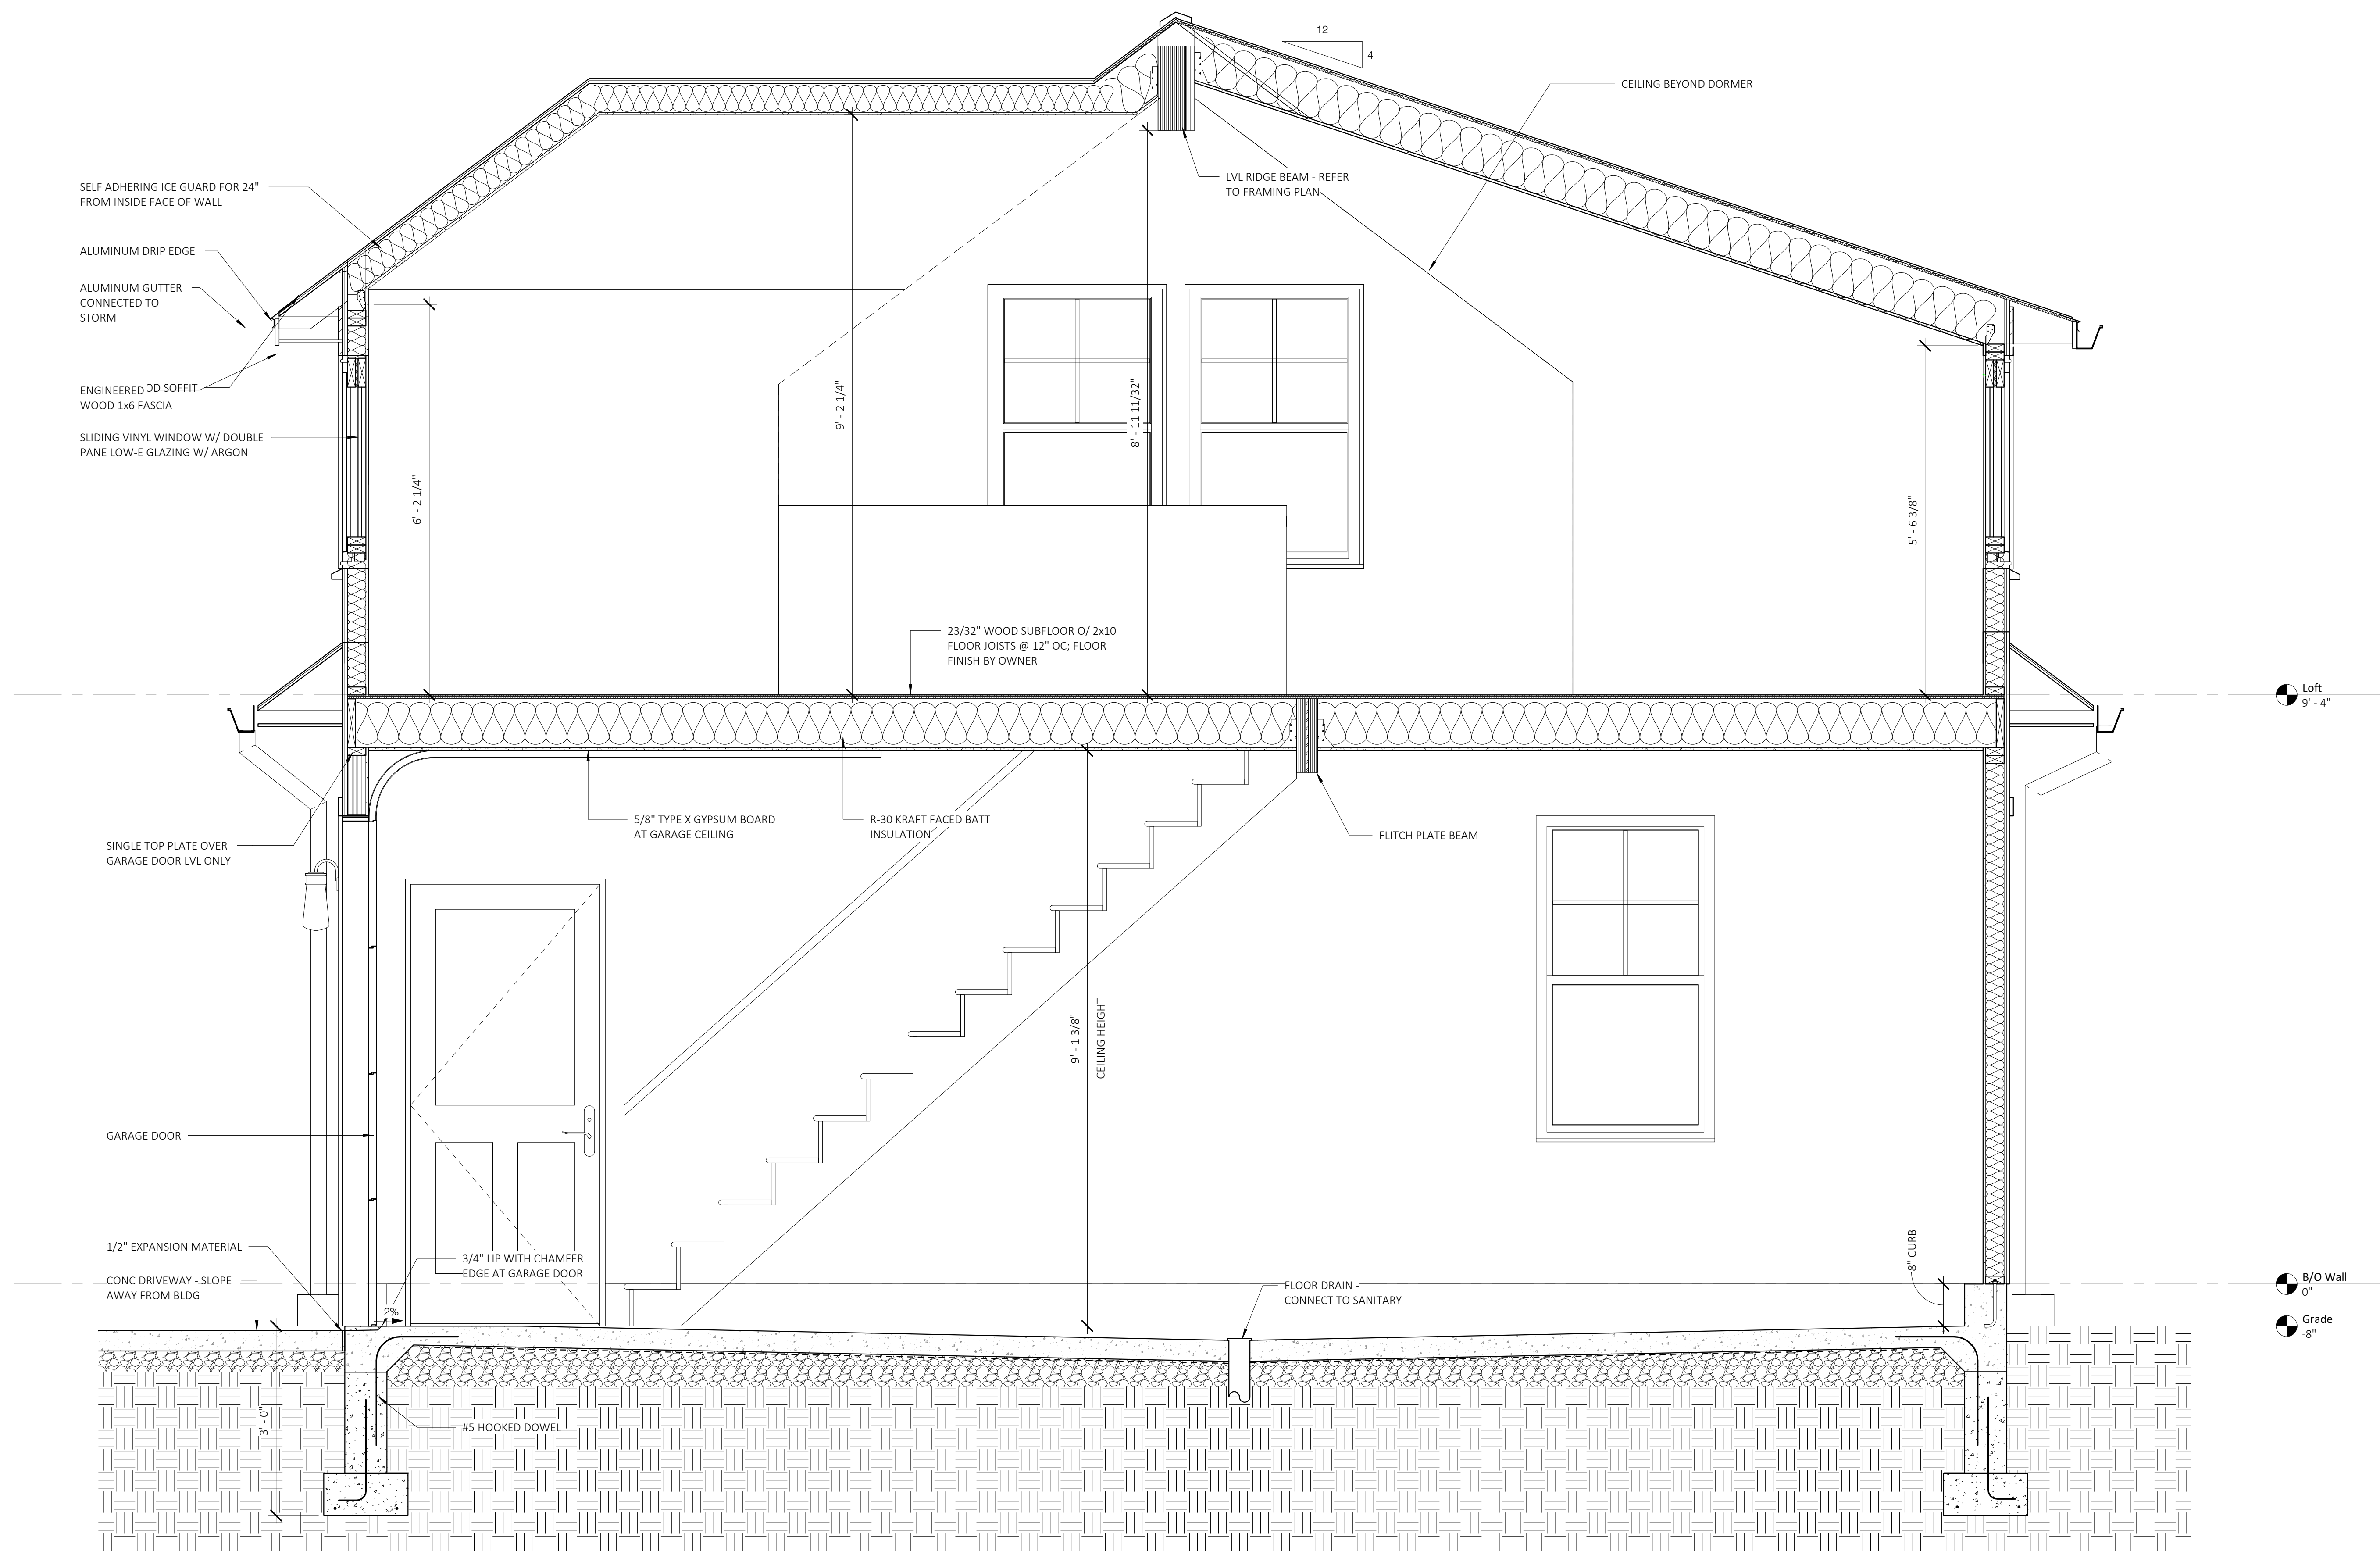 12
4
CEILING BEYOND DORMER
LVL RIDGE BEAM - REFER
TO FRAMING PLAN
SELF ADHERING ICE GUARD FOR 24"
FROM INSIDE FACE OF WALL
ALUMINUM DRIP EDGE
ALUMINUM GUTTER
CONNECTED TO
STORM
ENGINEERED
SOFFIT
WOOD 1x6 FASCIA
SLIDING VINYL WINDOW W/ DOUBLE
PANE LOW-E GLAZING W/ ARGON
6' - 2 1/4"
9' - 2 1/4"
8' - 11 11/32"
5' - 6 3/8"
23/32" WOOD SUBFLOOR O/ 2x10
FLOOR JOISTS @ 12" OC; FLOOR
FINISH BY OWNER
Loft
9' - 4"
5/8" TYPE X GYPSUM BOARD
AT GARAGE CEILING
R-30 KRAFT FACED BATT
INSULATION
FLITCH PLATE BEAM
SINGLE TOP PLATE OVER
GARAGE DOOR LVL ONLY
9' - 1 3/8"
CEILING HEIGHT
GARAGE DOOR
1/2" EXPANSION MATERIAL
CONC DRIVEWAY - SLOPE
AWAY FROM BLDG
3/4" LIP WITH CHAMFER
EDGE AT GARAGE DOOR
2%
FLOOR DRAIN -
CONNECT TO SANITARY
8" CURB
B/O Wall
0"
Grade
-8"
3' - 0"
#5 HOOKED DOWEL